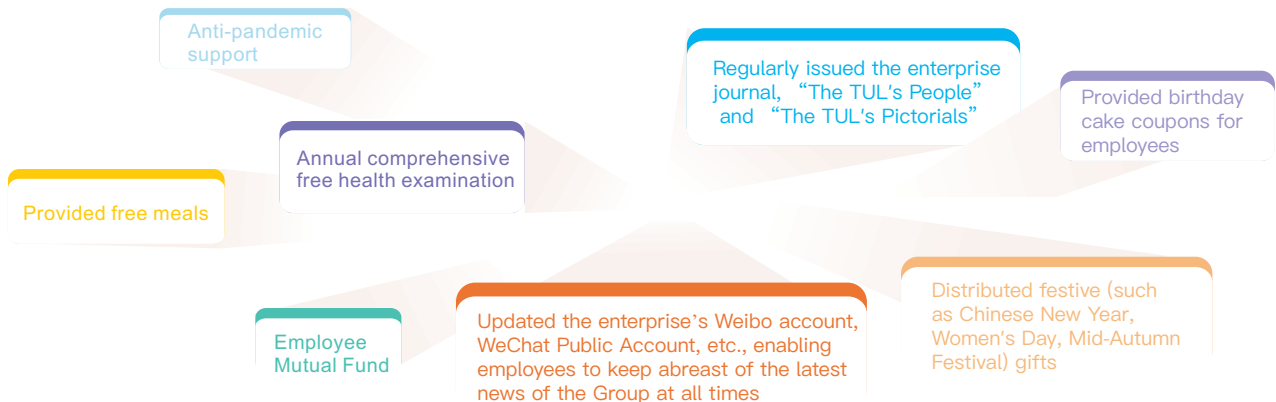 Anti-pandemic
support
Regularly issued the enterprise
journal, “The TUL's People”
and “The TUL's Pictorials”
Provided birthday
cake coupons for
employees
Annual comprehensive
free health examination
Provided free meals
Employee
Mutual Fund
Updated the enterprise's Weibo account,
WeChat Public Account, etc., enabling
employees to keep abreast of the latest
news of the Group at all times
Distributed festive (such
as Chinese New Year,
Women's Day, Mid-Autumn
Festival) gifts